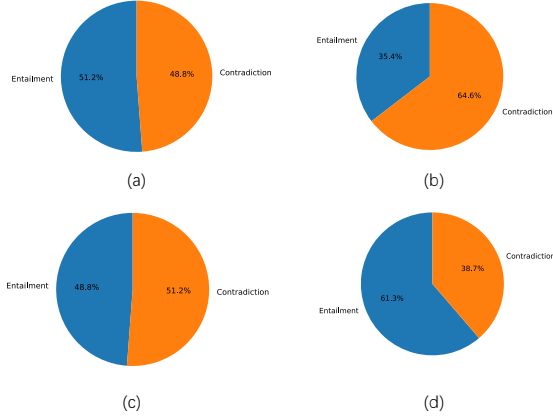 Entailment
51.2%
48.8%
Contradiction
(a)
Entailment
35.4%
64.6%
Contradiction
(b)
Entailment
48.8%
51.2%
Contradiction
(c)
Contradiction
38.7%
61.3%
Entailment
(d)